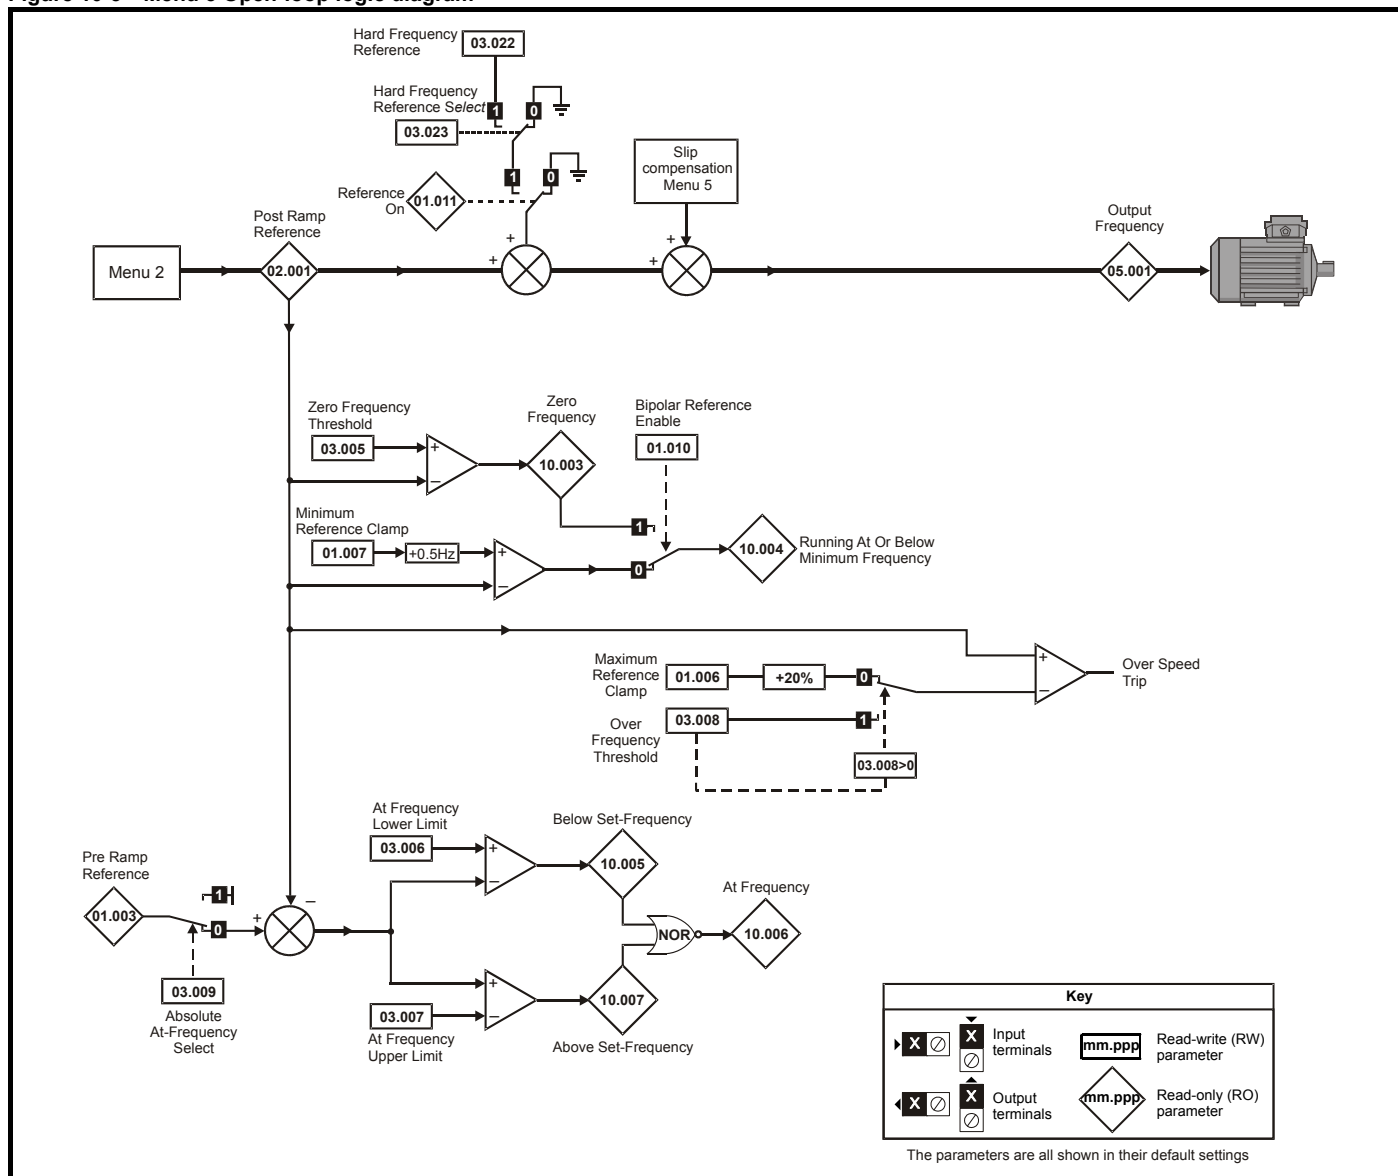 Hard Frequency
Reference
03.022
Hard Frequency
Reference Select
1
0
03.023
1
0
Reference
On
01.011
Slip
compensation
Menu 5
Post Ramp
Reference
Output
Frequency
+
+
+
+
Menu 2
02.001
05.001
Zero Frequency
Threshold
03.005
+
−
Zero
Frequency
10.003
Bipolar Reference
Enable
01.010
1
Minimum
Reference Clamp
01.007
+0.5Hz
+
−
0
10.004
Running At Or Below
Minimum Frequency
Maximum
Reference
Clamp
01.006
+20%
0
+
−
Over Speed
Trip
Over
Frequency
Threshold
03.008
1
03.008>0
At Frequency
Lower Limit
03.006
+
−
Below Set-Frequency
10.005
Pre Ramp
Reference
01.003
1
0
+
−
At Frequency
NOR
10.006
03.009
Absolute
At-Frequency
Select
+
−
03.007
At Frequency
Upper Limit
10.007
Above Set-Frequency
Key
X
X
Input
terminals
mm.ppp
Read-write (RW)
parameter
X
X
Output
terminals
mm.ppp
Read-only (RO)
parameter
The parameters are all shown in their default settings